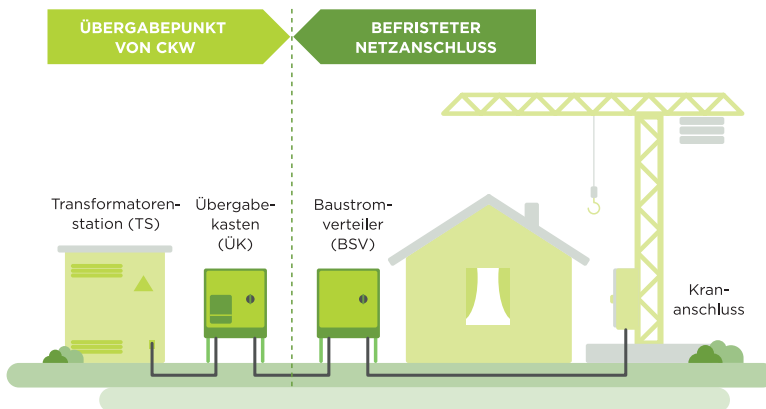 ÜBERGABEPUNKT
VON CKW
BEFRISTETER
NETZANSCHLUSS
Transformatoren-
station (TS)
Übergabe-
kasten
(ÜK)
Baustrom-
verteiler
(BSV)
Kran-
anschluss